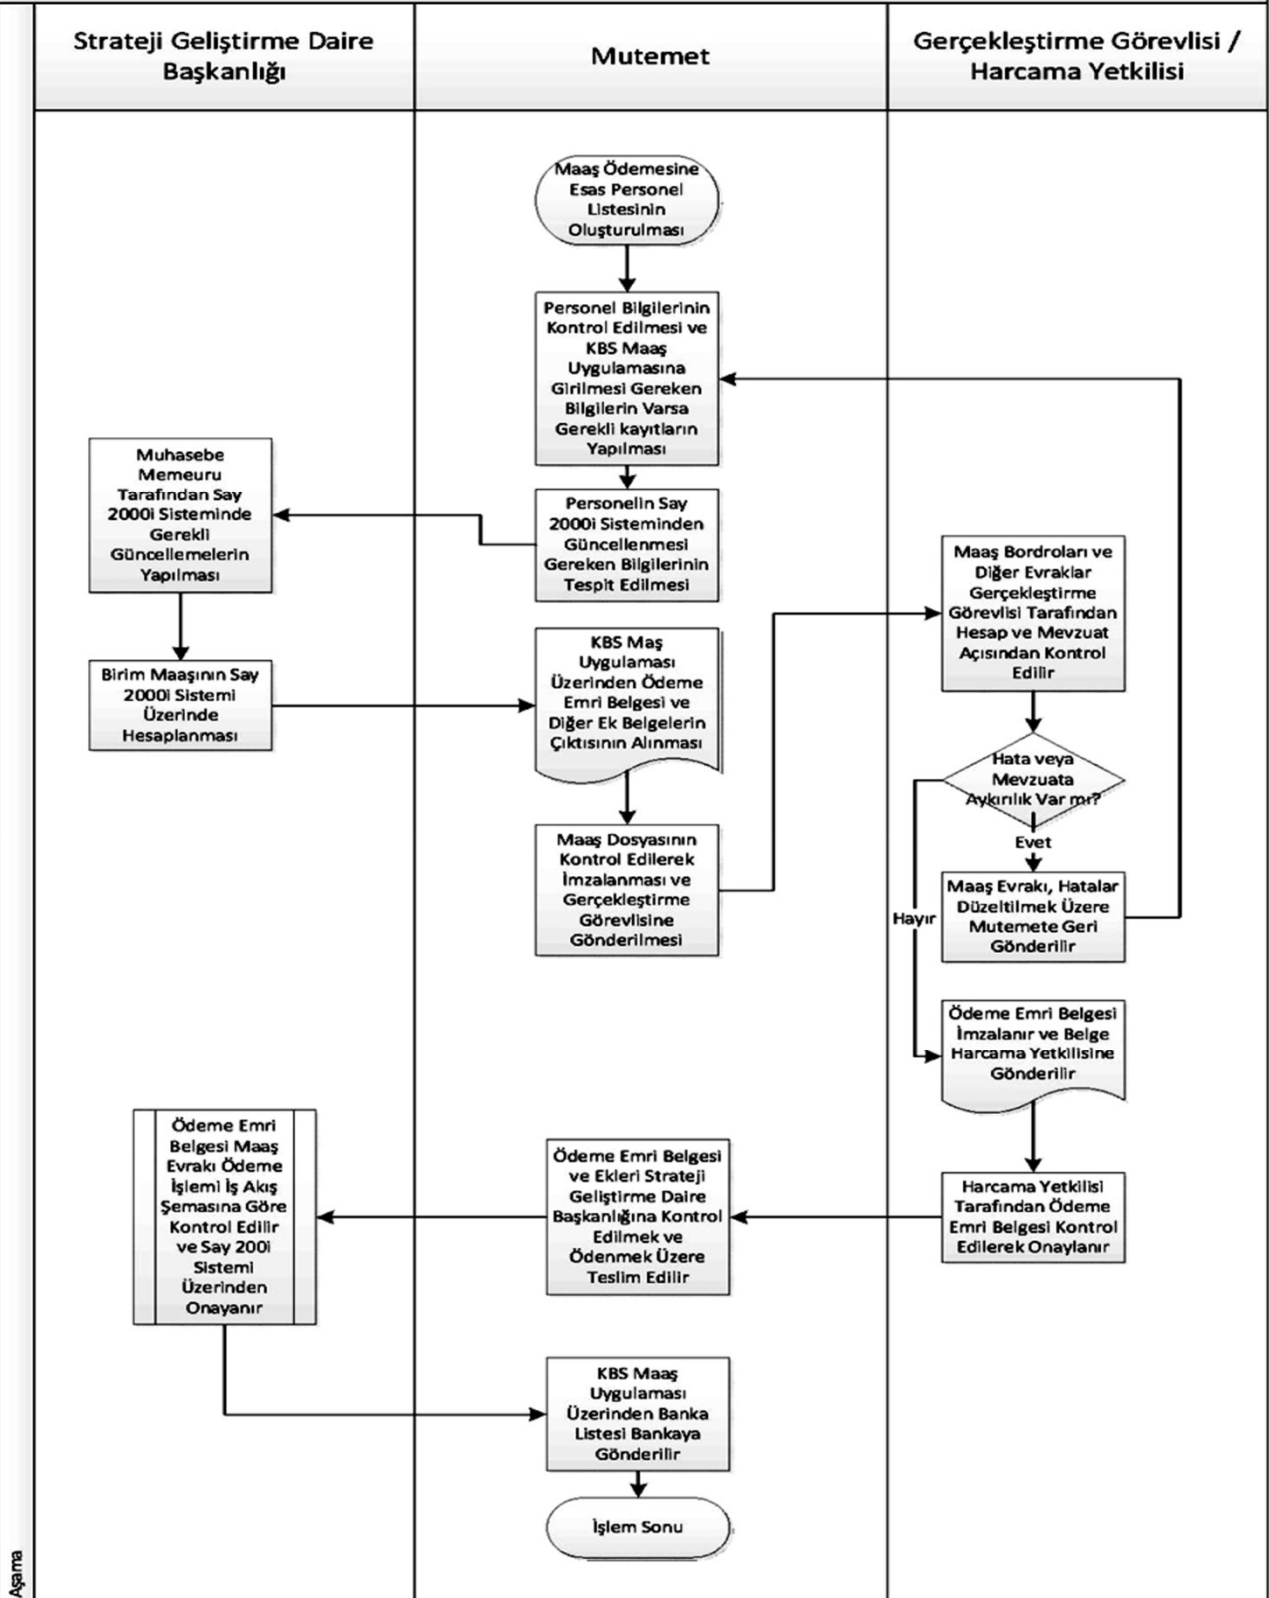 Strateji Geliştirme Daire
Başkanlığı
Mutemet
Gerçekleştirme Görevlisi /
Harcama Yetkilisi
Maaş Ödemesine
Esas Personel
Listesinin
Oluşturulması
Personel Bilgilerinin
Kontrol Edilmesi ve
KBS Maaş
Uygulamasına
Girilmesi Gereken
Bilgilerin Varsa
Gerekli kayıtların
Yapılması
Personelin Say
2000i Sisteminden
Güncellenmesi
Gereken Bilgilerinin
Tespit Edilmesi
Muhasebe
Memeuru
Tarafından Say
2000i Sisteminde
Gerekli
Güncellemelerin
Yapılması
Birim Maaşının Say
2000i Sistemi
Üzerinde
Hesaplanması
KBS Maş
Uygulaması
Üzerinden Ödeme
Emri Belgesi ve
Diğer Ek Belgelerin
Çıktısının Alınması
Maaş Dosyasının
Kontrol Edilerek
İmzalanması ve
Gerçekleştirme
Görevlisine
Gönderilmesi
Maaş Bordroları ve
Diğer Evraklar
Gerçekleştirme
Görevlisi Tarafından
Hesap ve Mevzuat
Açısından Kontrol
Edilir
Hata veya
Mevzuata
Aykırılık Var mı?
Evet
Hayır
Maaş Evrakı, Hatalar
Düzeltilmek Üzere
Mutemete Geri
Gönderilir
Ödeme Emri Belgesi
İmzalanır ve Belge
Harcama Yetkilisine
Gönderilir
Harcama Yetkilisi
Tarafından Ödeme
Emri Belgesi Kontrol
Edilerek Onaylanır
Ödeme Emri Belgesi
ve Ekleri Strateji
Geliştirme Daire
Başkanlığına Kontrol
Edilmek ve
Ödenmek Üzere
Teslim Edilir
Ödeme Emri
Belgesi Maaş
Evrakı Ödeme
İşlemi İş Akış
Şemasına Göre
Kontrol Edilir
ve Say 200i
Sistemi
Üzerinden
Onayanır
KBS Maaş
Uygulaması
Üzerinden Banka
Listesi Bankaya
Gönderilir
İşlem Sonu
Aşama